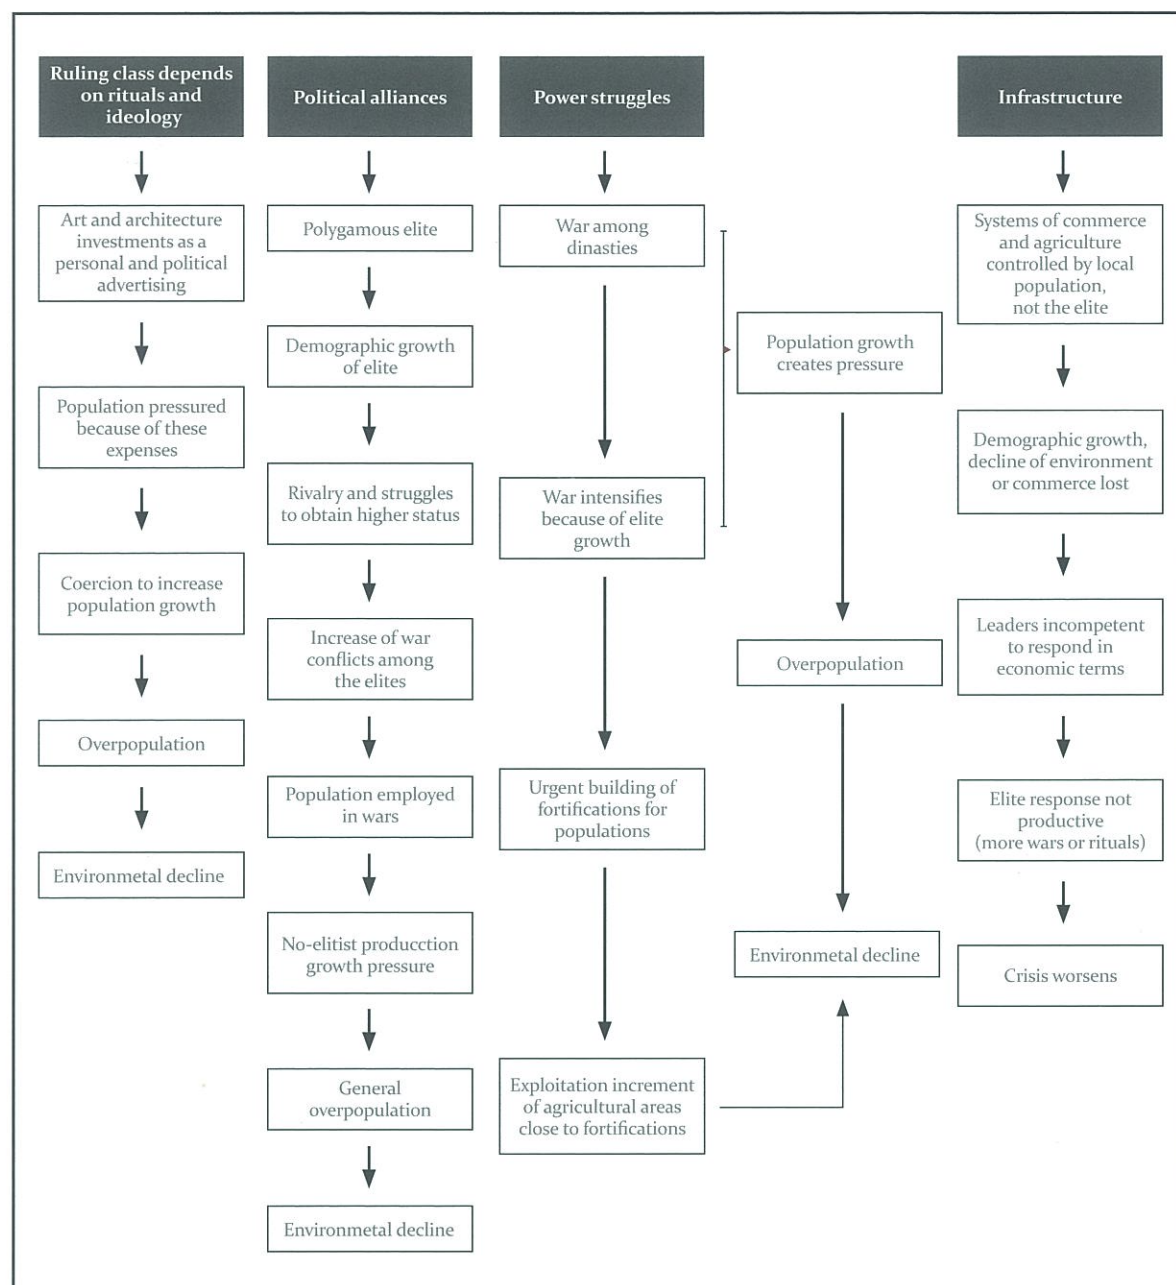 Ruling class depends
on rituals and
ideology
Art and architecture
investments as a
personal and political
advertising
Population pressured
because of these
expenses
Coercion to increase
population growth
Overpopulation
Environmetal decline
Political alliances
Polygamous elite
Demographic growth
of elite
Rivalry and struggles
to obtain higher status
Increase of war
conflicts among
the elites
Population employed
in wars
No-elitist producction
growth pressure
General
overpopulation
Environmetal decline
Power struggles
War among
dinasties
War intensifies
because of elite
growth
Urgent building of
fortifications for
populations
Exploitation increment
of agricultural areas
close to fortifications
Population growth
creates pressure
Overpopulation
Environmetal decline
Infrastructure
Systems of commerce
and agriculture
controlled by local
population,
not the elite
Demographic growth,
decline of environment
or commerce lost
Leaders incompetent
to respond in
economic terms
Elite response not
productive
(more wars or rituals)
Crisis worsens